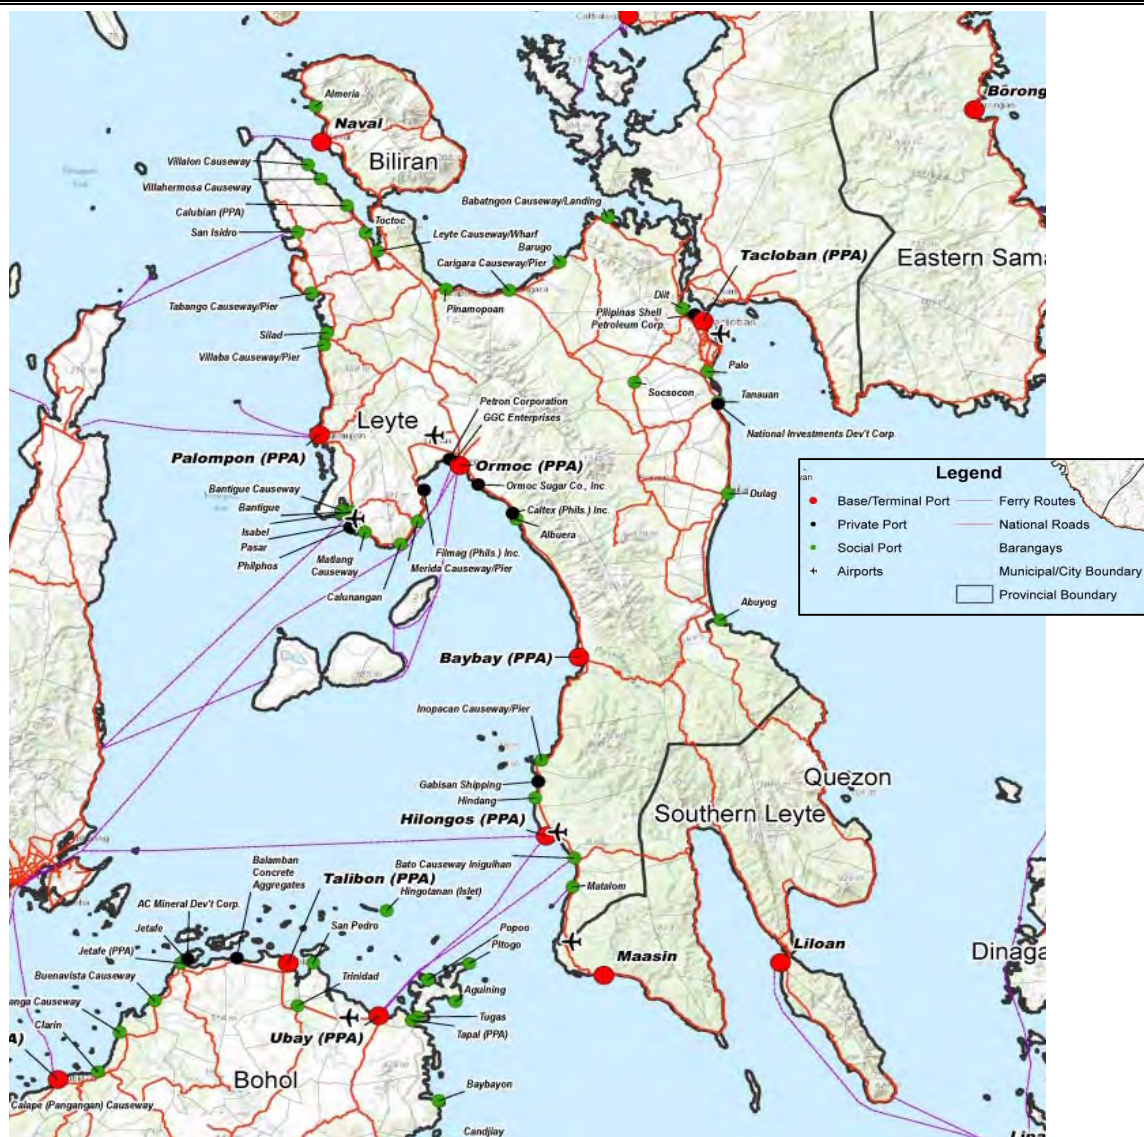 Almeria
Borong
Naval
Biliran
Villalon Causeway
Villahermosa Causeway
Calubian (PPA)
Babatngon Causeway/Landing
San Isidro
Toctoc
Leyte Causeway/Wharf
Barugo
Carigara Causeway/Pier
Tacloban (PPA)
Eastern Sama
Tabango Causeway/Pier
Pinamopoan
Diit
Pilipinas Shell
Petroleum Corp.
Silad
Villaba Causeway/Pier
Palo
Socsocon
Tanauan
Petron Corporation
GGC Enterprises
Leyte
National Investments Dev't Corp.
Palompon (PPA)
Ormoc (PPA)
Bantigue Causeway
Ormoc Sugar Co., Inc.
Bantigue
Dulag
Caltex (Phils.) Inc.
Isabel
Albuera
Pasar
Philphos
Matlang
Causeway
Filmag (Phils.) Inc.
Merida Causeway/Pier
Calunangan
Legend
Base/Terminal Port
Ferry Routes
Private Port
National Roads
Social Port
Barangays
Airports
Municipal/City Boundary
Provincial Boundary
Abuyog
Baybay (PPA)
Inopacan Causeway/Pier
Quezon
Gabisan Shipping
Hindang
Southern Leyte
Hilongos (PPA)
Balamban
Concrete
Aggregates
Bato Causeway Inigulhan
Talibon (PPA)
Hingotanan (Islet)
Matalom
AC Mineral Dev't Corp.
Jetafe
San Pedro
Popoo
Pitogo
Jetafe (PPA)
Liloan
Maasin
Dinaga
Buenavista Causeway
Trinidad
Aguining
anga Causeway
Clarin
Tugas
Ubay (PPA)
Tapal (PPA)
A)
Bohol
Baybayon
Calape (Pangangan) Causeway
Candjiay